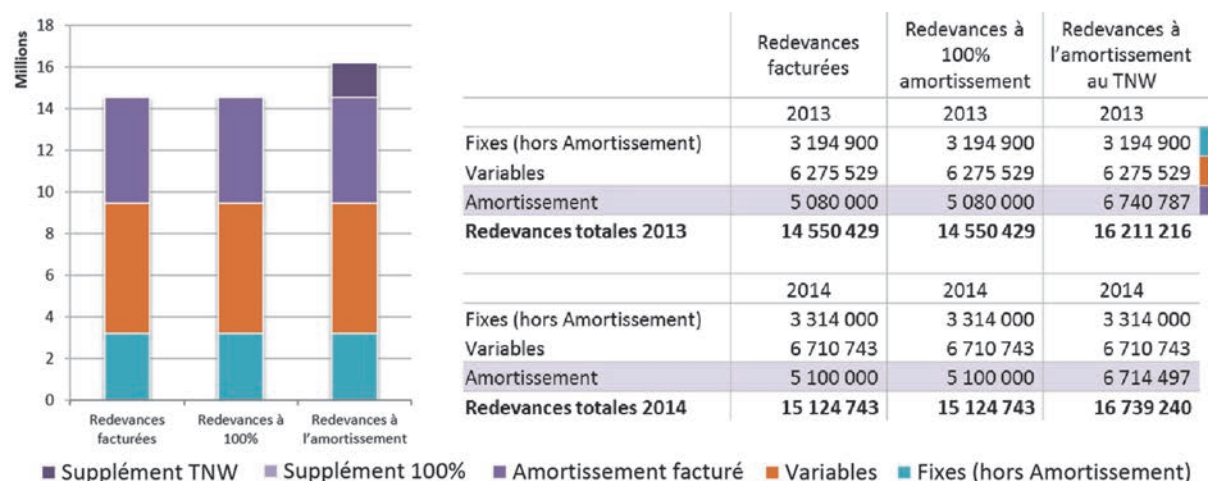 Millions
18
16
14
12
10
8
6
4
2
0
Redevances facturées
Redevances à 100%
Redevances à l'amortissement
Redevances facturées
Redevances à 100% amortissement
Redevances à l'amortissement au TNW
2013 2013 2013
Fixes (hors Amortissement) 3 194 900 3 194 900 3 194 900
Variables 6 275 529 6 275 529 6 275 529
Amortissement 5 080 000 5 080 000 6 740 787
Redevances totales 2013 14 550 429 14 550 429 16 211 216
2014 2014 2014
Fixes (hors Amortissement) 3 314 000 3 314 000 3 314 000
Variables 6 710 743 6 710 743 6 710 743
Amortissement 5 100 000 5 100 000 6 714 497
Redevances totales 2014 15 124 743 15 124 743 16 739 240
Supplément TNW Supplément 100% Amortissement facturé Variables Fixes (hors Amortissement)